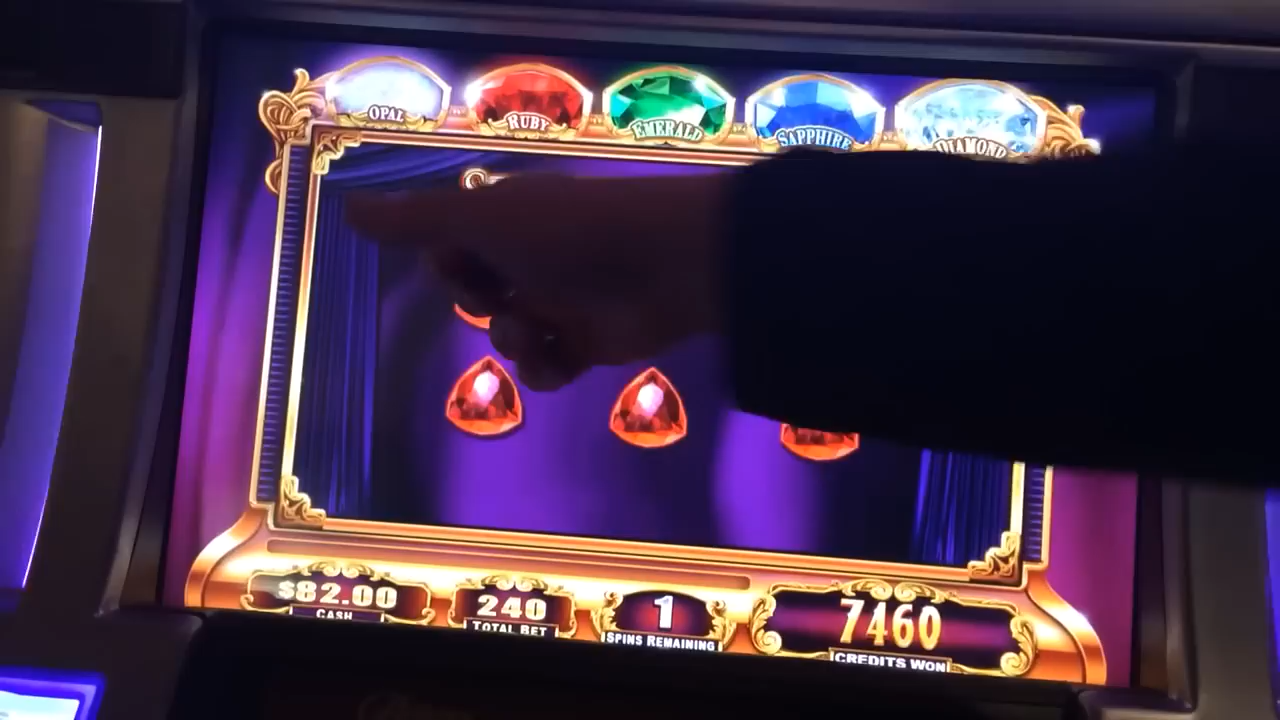 OPAL
RUBY
EMERALD
SAPPHIRE
DIAMOND
$82.00
CASH
240
TOTAL BET
1
SPINS REMAINING
7460
CREDITS WON